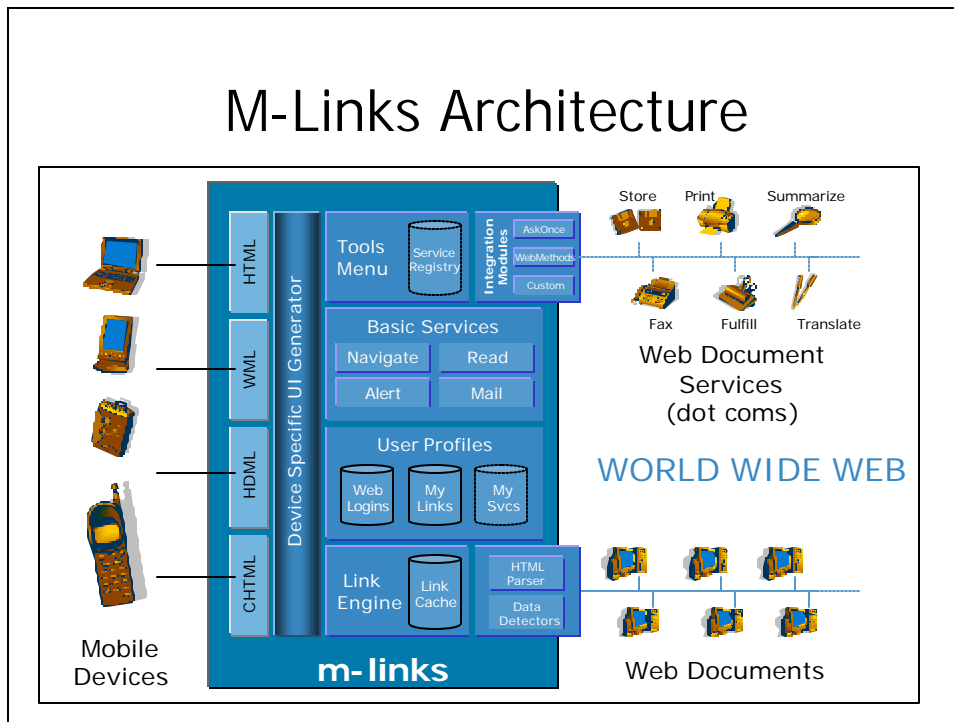 M-Links Architecture
HTML
WML
HDML
CHTML
Device Specific UI Generator
Tools
Menu
Service
Registry
Integration
Modules
AskOnce
WebMethods
Custom
Basic Services
Navigate
Read
Alert
Mail
User Profiles
Web
Logins
My
Links
My
Svcs
Link
Engine
Link
Cache
HTML
Parser
Data
Detectors
m-links
Mobile
Devices
Store
Print
Summarize
Fax
Fulfill
Translate
Web Document
Services
(dot coms)
WORLD WIDE WEB
Web Documents